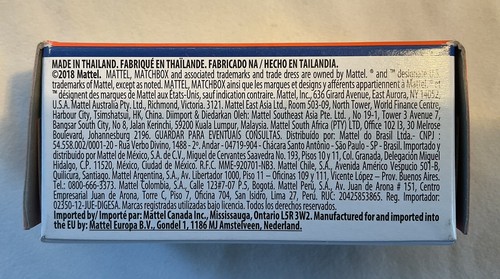 MADE IN THAILAND. FABRIQUÉ EN THAÏLANDE. FABRICADO NA / HECHO EN TAILANDIA.
©2018 Mattel. MATTEL, MATCHBOX and associated trademarks and trade dress are owned by Mattel. ® and ™ designate U.S.
trademarks of Mattel, except as noted. MATTEL, MATCHBOX ainsi que les marques et designs y afférents appartiennent à Mattel. ® et
™ désignent des marques de Mattel aux États-Unis, sauf indication contraire. Mattel, Inc., 636 Girard Avenue, East Aurora, NY 14052,
U.S.A. Mattel Australia Pty. Ltd., Richmond, Victoria. 3121. Mattel East Asia Ltd., Room 503-09, North Tower, World Finance Centre,
Harbour City, Tsimshatsui, HK, China. Diimport & Diedarkan Oleh: Mattel Southeast Asia Pte. Ltd., No 19-1, Tower 3 Avenue 7,
Bangsar South City, No 8, Jalan Kerinchi, 59200 Kuala Lumpur, Malaysia. Mattel South Africa (PTY) LTD, Office 102 I3, 30 Melrose
Boulevard, Johannesburg 2196. GUARDAR PARA EVENTUAIS CONSULTAS. Distribuido por: Mattel do Brasil Ltda.- CNPJ :
54.558.002/0001-20 - Rua Verbo Divino, 1488 - 2º. Andar - 04719-904 - Chácara Santo Antônio - São Paulo - SP - Brasil. Importado y
distribuido por Mattel de México, S.A. de C.V., Miguel de Cervantes Saavedra No. 193, Pisos 10 y 11, Col. Granada, Delegación Miguel
Hidalgo, C.P. 11520, México, Ciudad de México. R.F.C. MME-920701-NB3. Mattel Chile, S.A., Avenida Américo Vespucio 501-B,
Quilicura, Santiago. Mattel Argentina, S.A., Av. Libertador 1000, Piso 11 – Oficinas 109 y 111, Vicente López – Prov. Buenos Aires.
Tel.: 0800-666-3373. Mattel Colombia, S.A., Calle 123#7-07 P.5, Bogotá. Mattel Perú, S.A., Av. Juan de Arona # 151, Centro
Empresarial Juan de Arona, Torre C, Piso 7, Oficina 704, San Isidro, Lima 27, Perú. RUC: 20425853865. Reg. Importador:
02350-12-JUE-DIGESA. Marcas registradas utilizadas bajo licencia. Todos los derechos reservados.
Imported by/ Importé par: Mattel Canada Inc., Mississauga, Ontario L5R 3W2. Manufactured for and imported into
the EU by: Mattel Europa B.V., Gondel 1, 1186 MJ Amstelveen, Nederland.